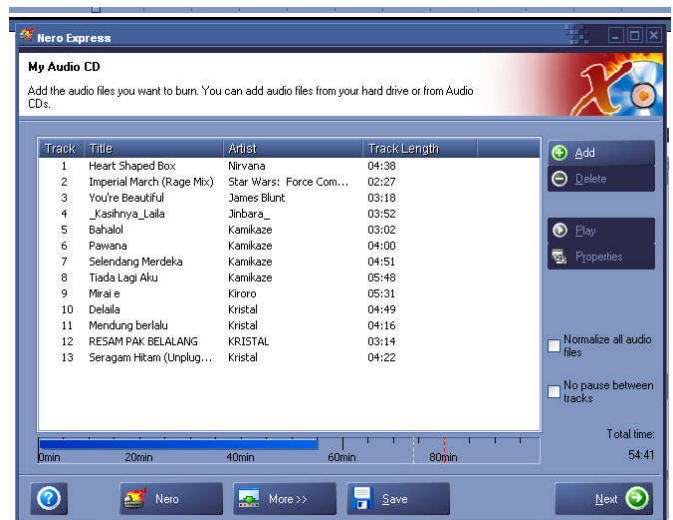 Nero Express
My Audio CD
Add the audio files you want to burn. You can add audio files from your hard drive or from Audio
CDs.
Track Title Artist Track Length
1 Heart Shaped Box Nirvana 04:38
2 Imperial March (Rage Mix) Star Wars: Force Com... 02:27
3 You're Beautiful James Blunt 03:18
4 _Kasihnya_Laila Jinbara_ 03:52
5 Bahalol Kamikaze 03:02
6 Pawana Kamikaze 04:00
7 Selendang Merdeka Kamikaze 04:51
8 Tiada Lagi Aku Kamikaze 05:48
9 Mirai e Kiroro 05:31
10 Delaila Kristal 04:49
11 Mendung berlalu Kristal 04:16
12 RESAM PAK BELALANG KRISTAL 03:14
13 Seragam Hitam (Unplug... Kristal 04:22
Add
Delete
Play
Properties
Normalize all audio
files
No pause between
tracks
Total time:
54:41
0min 20min 40min 60min 80min
Nero More >> Save Next